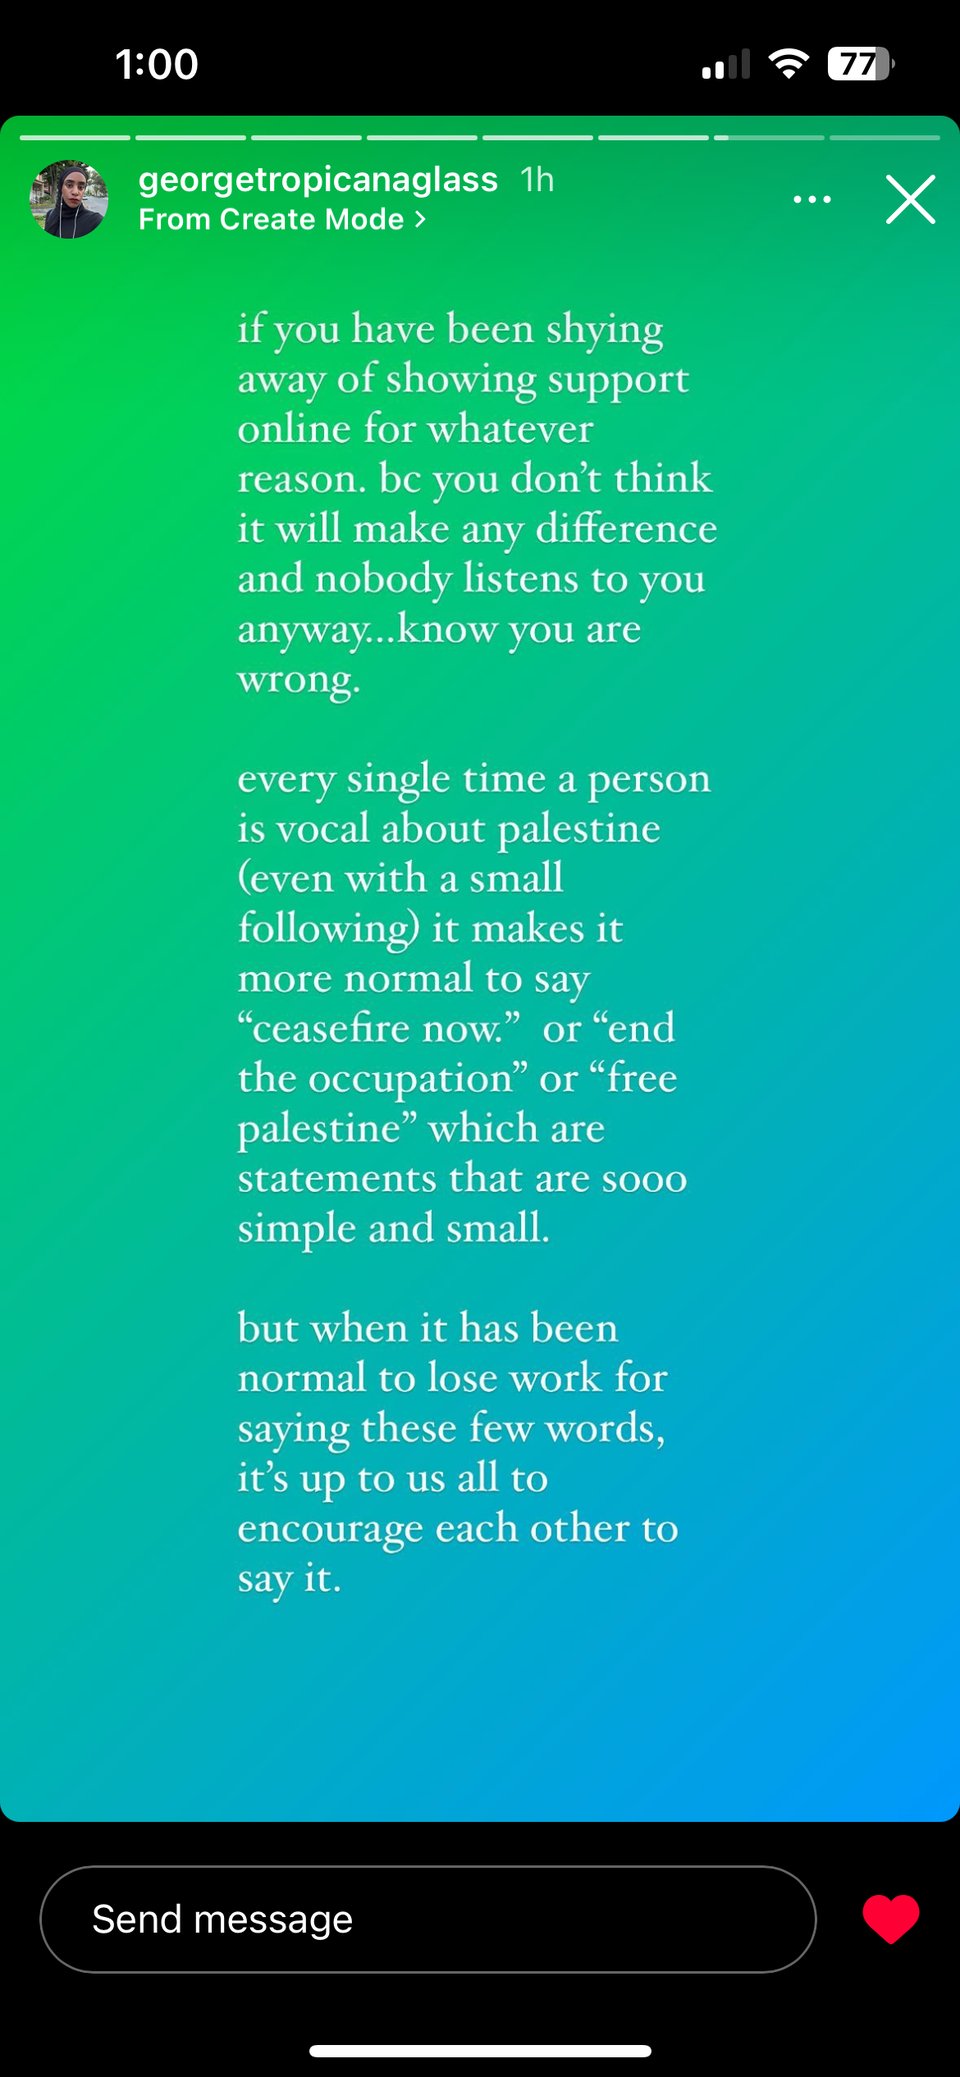 1:00
77
georgetropicanaglass 1h
From Create Mode >
if you have been shying
away of showing support
online for whatever
reason. bc you don’t think
it will make any difference
and nobody listens to you
anyway...know you are
wrong.
every single time a person
is vocal about palestine
(even with a small
following) it makes it
more normal to say
“ceasefire now.”  or “end
the occupation” or “free
palestine” which are
statements that are sooo
simple and small.
but when it has been
normal to lose work for
saying these few words,
it’s up to us all to
encourage each other to
say it.
Send message